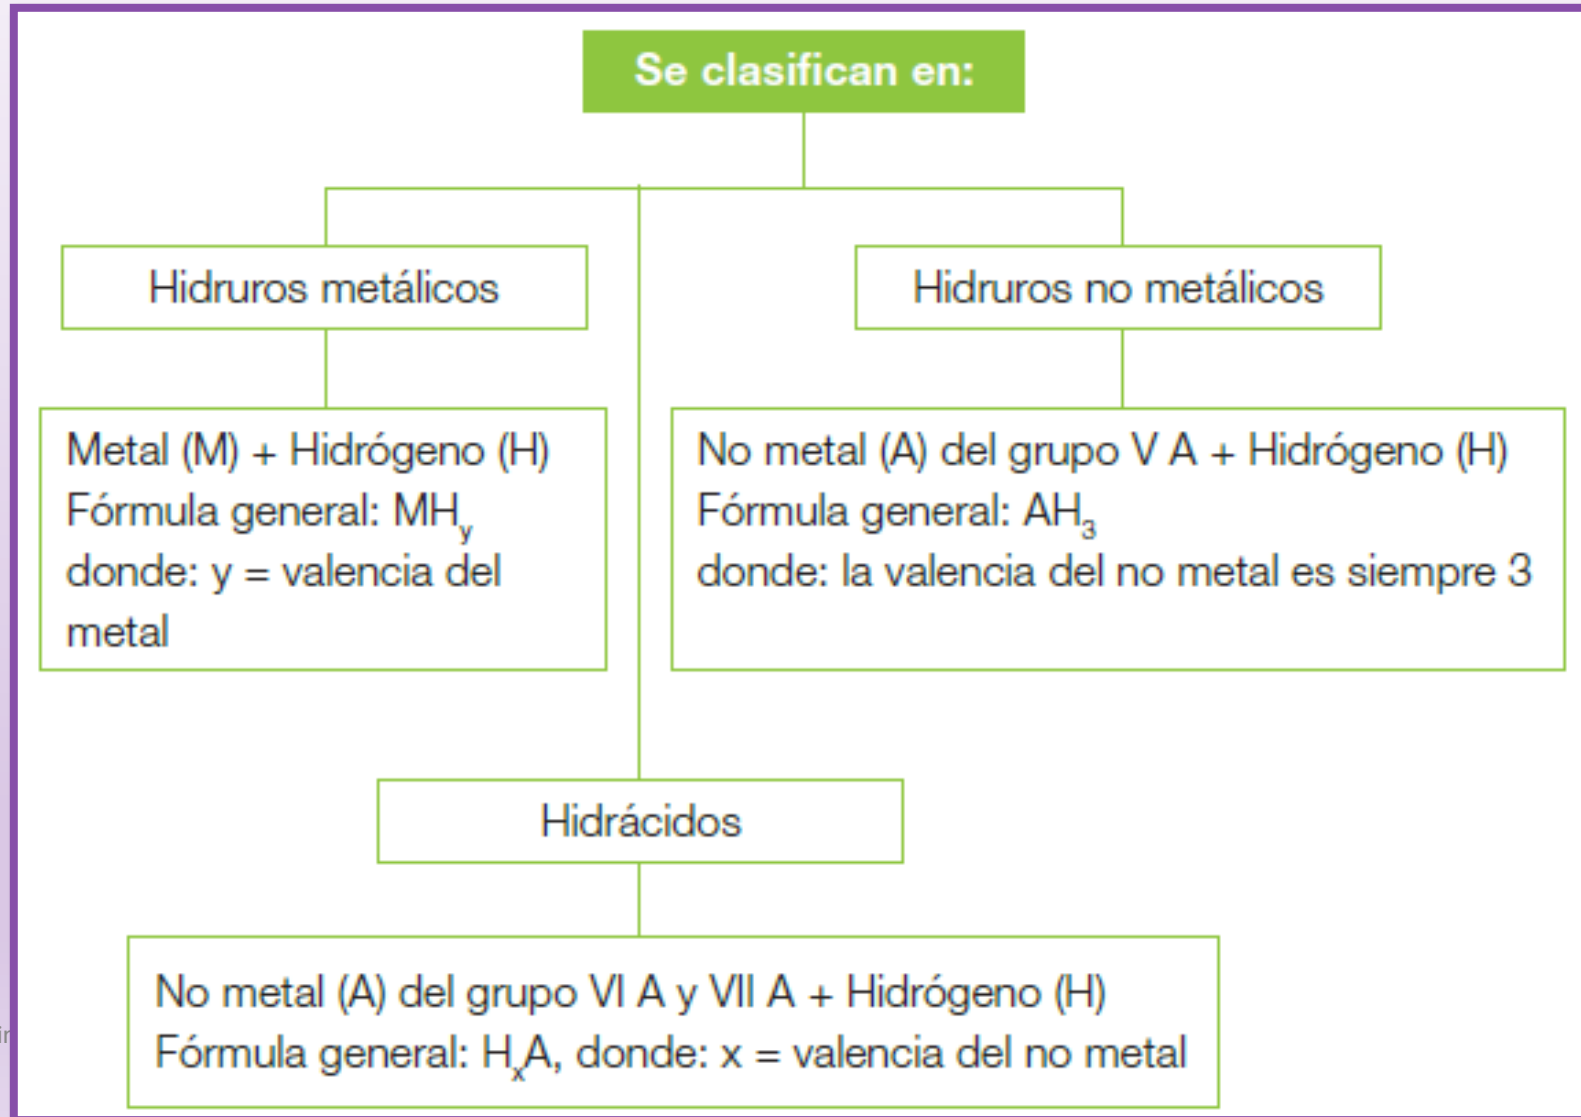 Se clasifican en:
Hidruros metálicos
Hidruros no metálicos
Metal (M) + Hidrógeno (H)
Fórmula general: MHy
donde: y = valencia del
metal
No metal (A) del grupo V A + Hidrógeno (H)
Fórmula general: AH3
donde: la valencia del no metal es siempre 3
Hidrácidos
No metal (A) del grupo VI A y VII A + Hidrógeno (H)
Fórmula general: HxA, donde: x = valencia del no metal